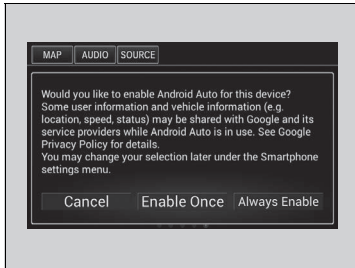 MAP AUDIO SOURCE
Would you like to enable Android Auto for this device?
Some user information and vehicle information (e.g.
location, speed, status) may be shared with Google and its
service providers while Android Auto is in use. See Google
Privacy Policy for details.
You may change your selection later under the Smartphone
settings menu.
Cancel Enable Once Always Enable